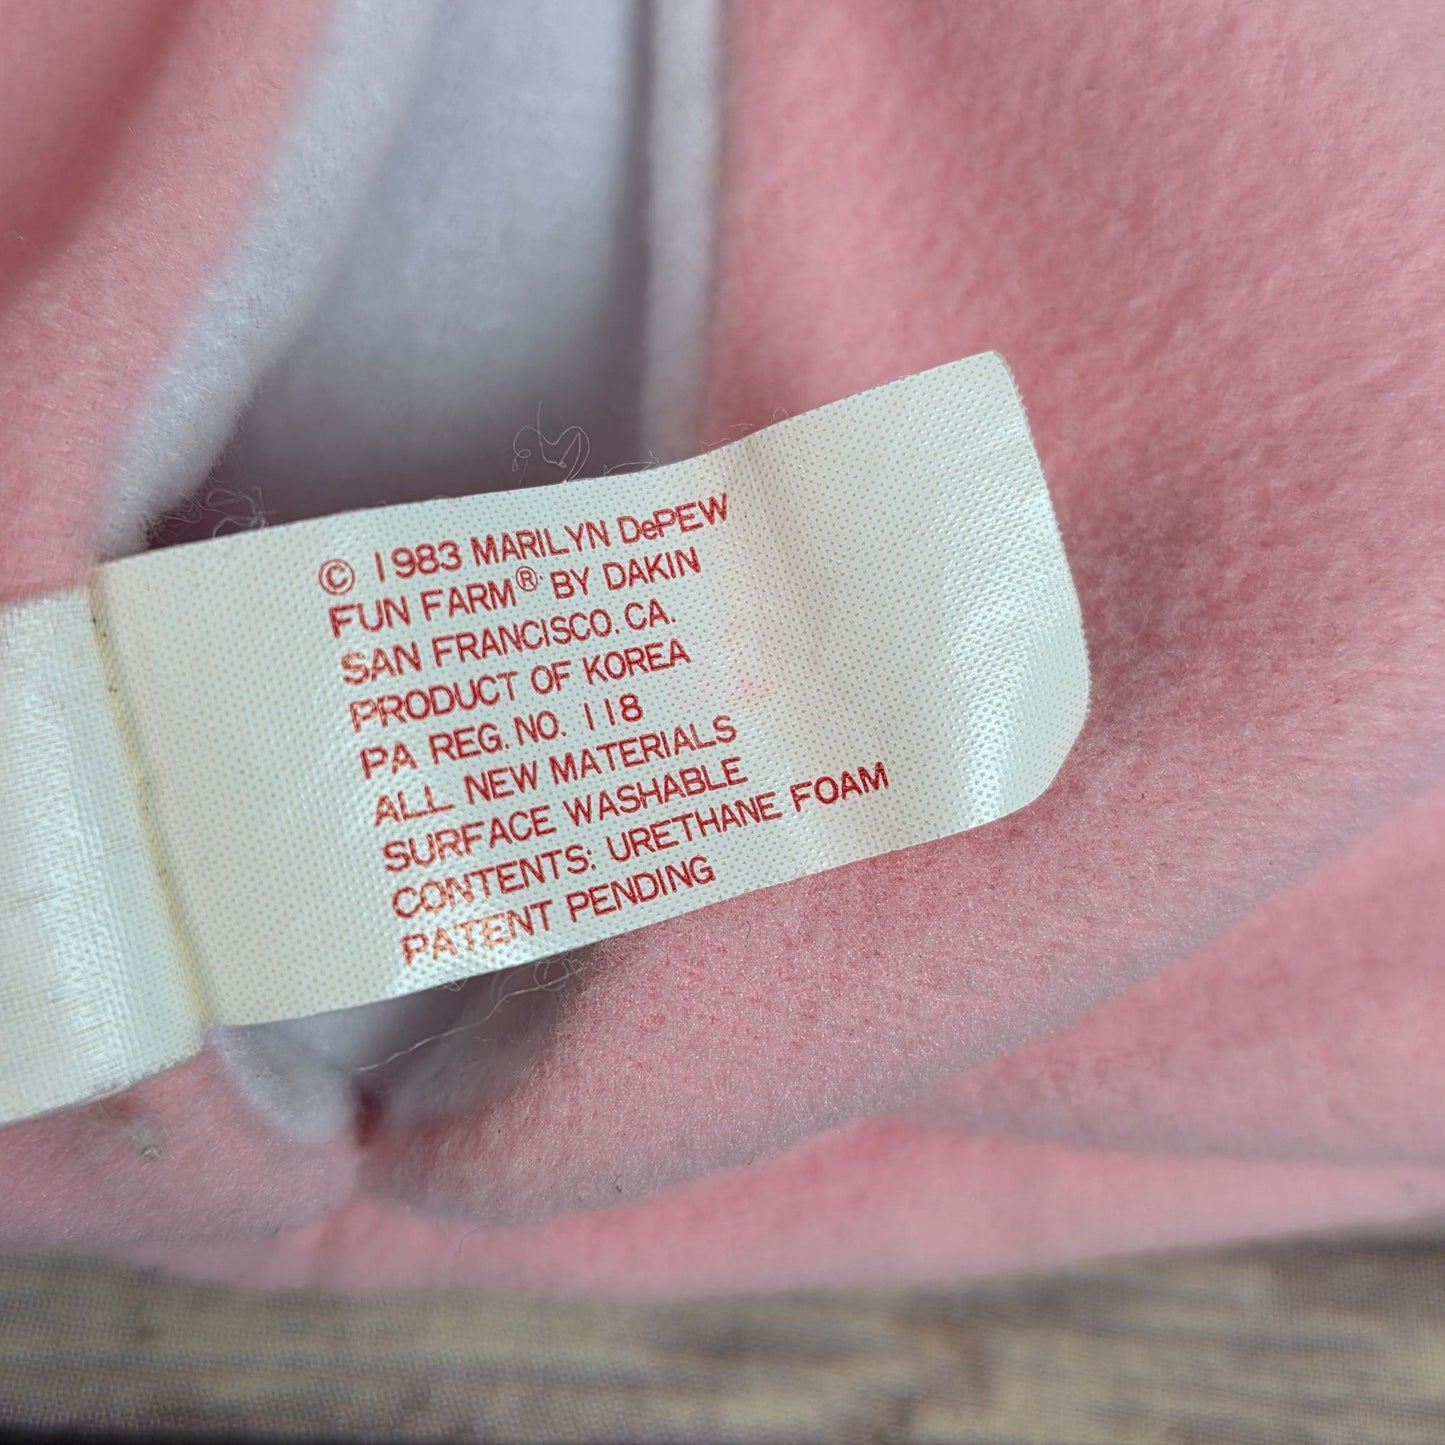 © 1983 MARILYN DePEW
FUN FARM® BY DAKIN
SAN FRANCISCO. CA.
PRODUCT OF KOREA
PA REG. NO. 118
ALL NEW MATERIALS
SURFACE WASHABLE
CONTENTS: URETHANE FOAM
PATENT PENDING